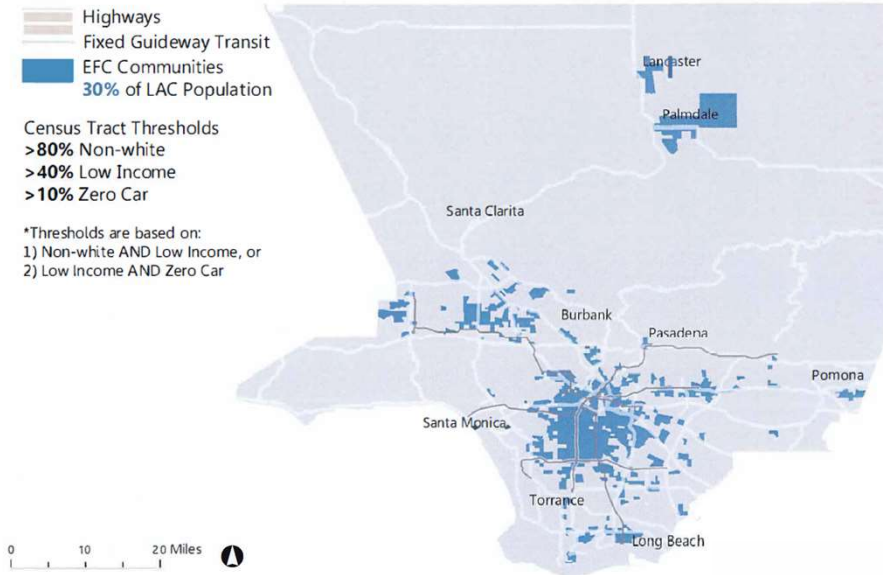 Highways
Fixed Guideway Transit
EFC Communities
30% of LAC Population
Census Tract Thresholds
>80% Non-white
>40% Low Income
>10% Zero Car
*Thresholds are based on:
1) Non-white AND Low Income, or
2) Low Income AND Zero Car
Lancaster
Palmdale
Santa Clarita
Burbank
Pasadena
Pomona
Santa Monica
Torrance
Long Beach
0 10 20 Miles